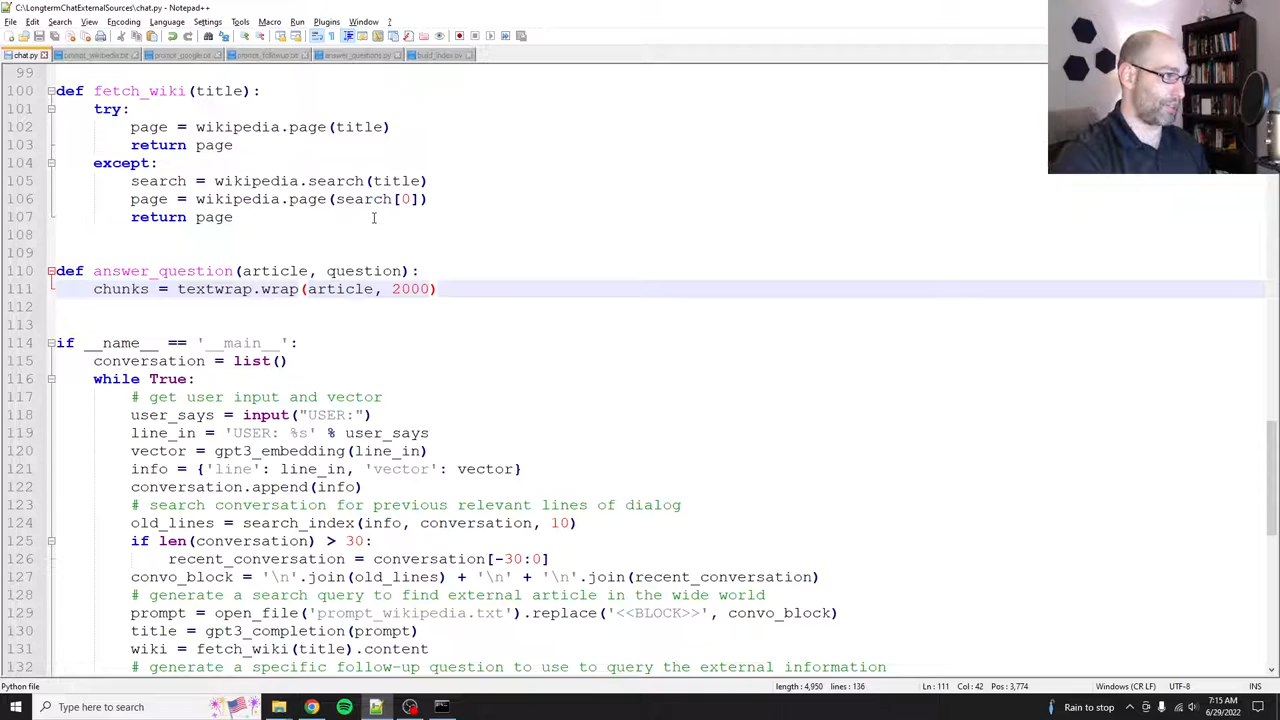 C:\LongtermChatExternalSources\chat.py - Notepad++
File Edit Search View Encoding Language Settings Tools Macro Run Plugins Window ?
chat.py prompt_wikipedia.txt prompt_google.txt prompt_followup.txt answer_questions.py build_index.py
99
100 def fetch_wiki(title):
101 try:
102 page = wikipedia.page(title)
103 return page
104 except:
105 search = wikipedia.search(title)
106 page = wikipedia.page(search[0])
107 return page
108
109
110 def answer_question(article, question):
111 chunks = textwrap.wrap(article, 2000)
112
113
114 if __name__ == '__main__':
115 conversation = list()
116 while True:
117 # get user input and vector
118 user_says = input("USER:")
119 line_in = 'USER: %s' % user_says
120 vector = gpt3_embedding(line_in)
121 info = {'line': line_in, 'vector': vector}
122 conversation.append(info)
123 # search conversation for previous relevant lines of dialog
124 old_lines = search_index(info, conversation, 10)
125 if len(conversation) > 30:
126 recent_conversation = conversation[-30:0]
127 convo_block = '\n'.join(old_lines) + '\n' + '\n'.join(recent_conversation)
128 # generate a search query to find external article in the wide world
129 prompt = open_file('prompt_wikipedia.txt').replace('<<BLOCK>>', convo_block)
130 title = gpt3_completion(prompt)
131 wiki = fetch_wiki(title).content
132 # generate a specific follow-up question to use to query the external information
Python file length : 4,950 lines : 136 Ln : 111 Col : 42 Pos : 3,774 Windows (CR LF) UTF-8 INS
Type here to search Rain to stop 7:15 AM
6/29/2022